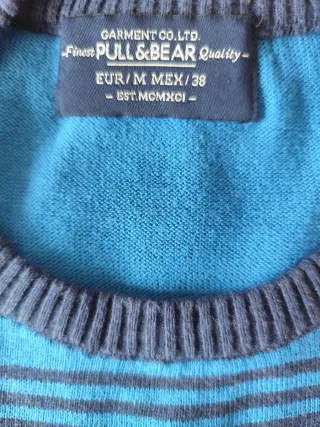 GARMENT CO.LTD.
-Finest PULL&BEAR Quality-
EUR/M MEX/38
- EST.MCMXCI -